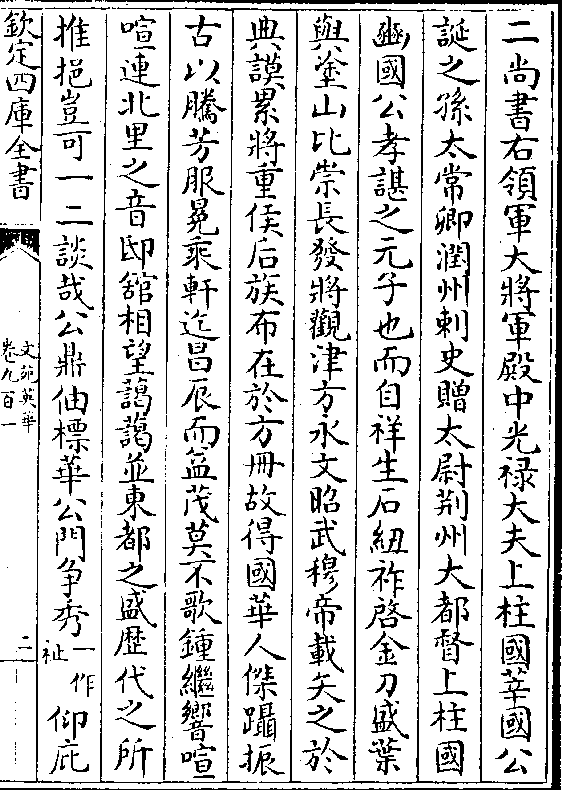 二尚書右領軍大將軍殿中光祿大夫上柱國莘國公
誕之孫太常卿潤州刺史贈太尉荆州大都督上柱國
豳國公孝諶之元子也而自祥生石紐祚啓金刀盛葉
與塗山比崇長發將觀津方永文昭武穆帝載矢之於
典謨累將重侯后族布在於方冊故得國華人傑躡振
古以騰芳服冕乘軒迄昌辰而益茂莫不歌鍾繼響喧
喧連北里之音邸舘相望藹藹並東都之盛歴代之所
推挹豈可一二談哉公鼎伷標華公門爭秀一作祉仰庇
欽定四庫全書
文苑英華
卷九百一
二